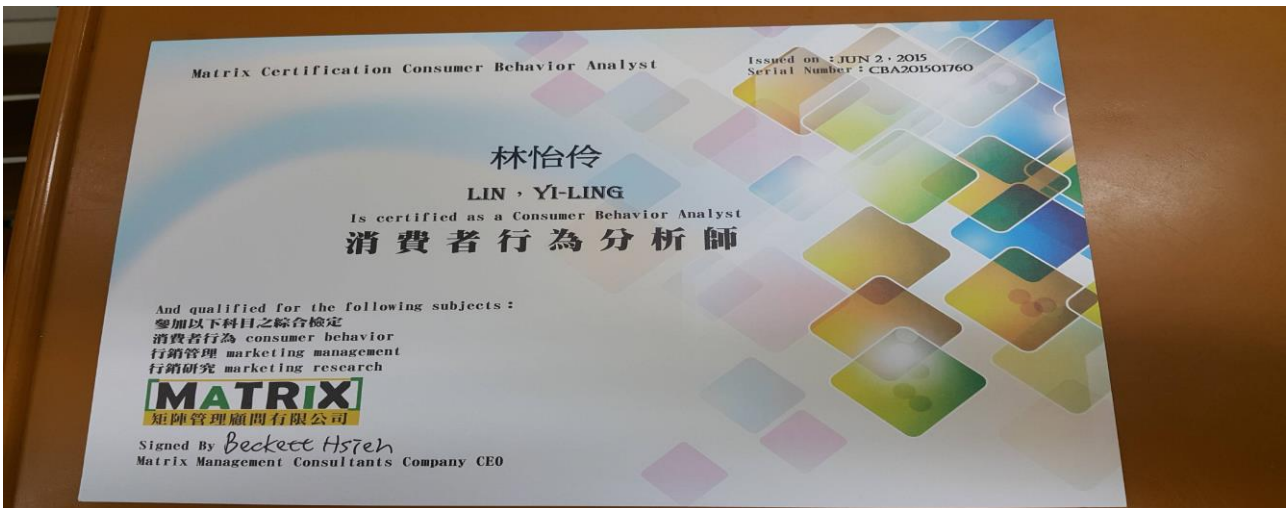 Matrix Certification Consumer Behavior Analyst
Issued on：JUN 2，2015
Serial Number：CBA201501760
林怡伶
LIN，YI-LING
Is certified as a Consumer Behavior Analyst
消費者行為分析師
And qualified for the following subjects：
參加以下科目之綜合檢定
消費者行為 consumer behavior
行銷管理 marketing management
行銷研究 marketing research
[MATRIX]
矩陣管理顧問有限公司
Signed By Beckett Hsieh
Matrix Management Consultants Company CEO